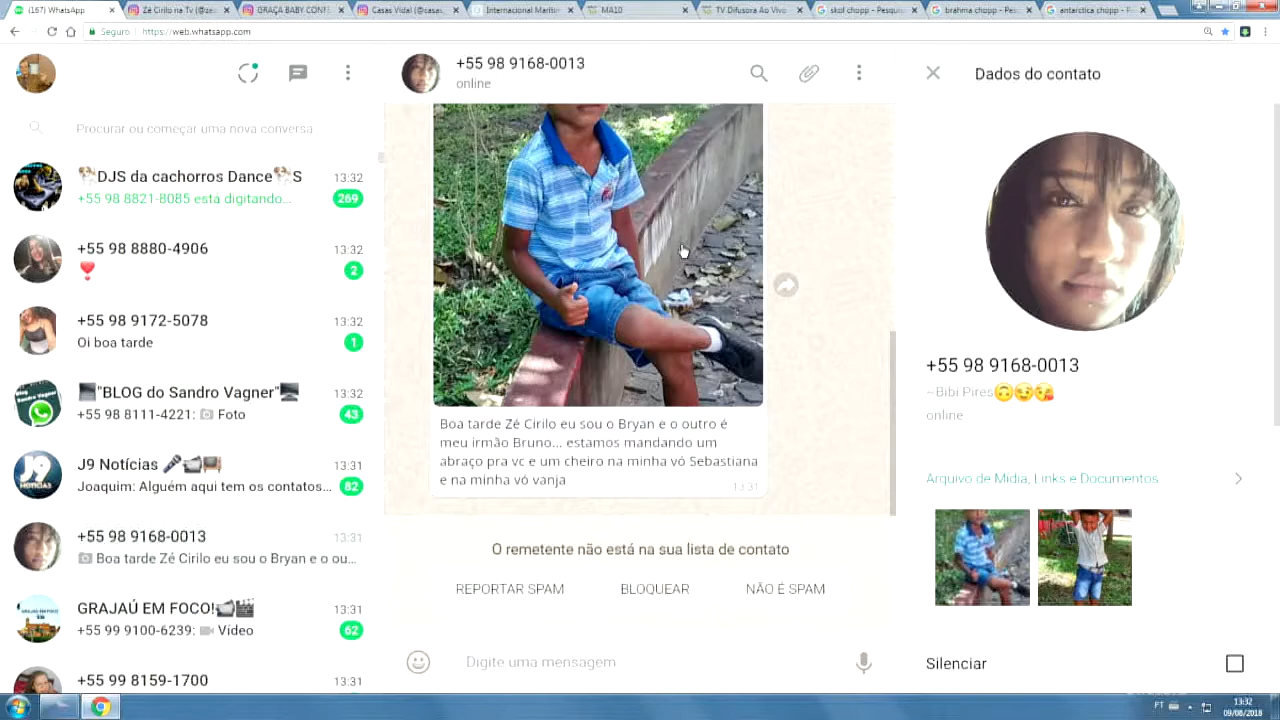 (157) WhatsApp
Zé Cirilo na Tv (@ze
GRAÇA BABY CONF
Casas Vidal (@casas
Internacional Marítim
MA10
TV Difusora Ao Vivo
skol chopp - Pesqui
brahma chopp - Pes
antarctica chopp - P
Seguro
https://web.whatsapp.com
Procurar ou começar uma nova conversa
DJS da cachorros Dance S
13:32
+55 98 8821-8085 está digitando...
269
+55 98 8880-4906
13:32
2
+55 98 9172-5078
13:32
Oi boa tarde
1
"BLOG do Sandro Vagner"
13:32
+55 98 8111-4221: Foto
43
J9 Notícias
13:31
Joaquim: Alguém aqui tem os contatos...
82
+55 98 9168-0013
13:31
Boa tarde Zé Cirilo eu sou o Bryan e o ou...
GRAJAÚ EM FOCO!
13:31
+55 99 9100-6239: Vídeo
62
+55 99 8159-1700
13:31
+55 98 9168-0013
online
Boa tarde Zé Cirilo eu sou o Bryan e o outro é
meu irmão Bruno... estamos mandando um
abraço pra vc e um cheiro na minha vó Sebastiana
e na minha vó vanja
13:31
O remetente não está na sua lista de contato
REPORTAR SPAM
BLOQUEAR
NÃO É SPAM
Digite uma mensagem
Dados do contato
+55 98 9168-0013
~Bibi Pires
online
Arquivo de Mídia, Links e Documentos
Silenciar
PT
13:32
09/08/2018